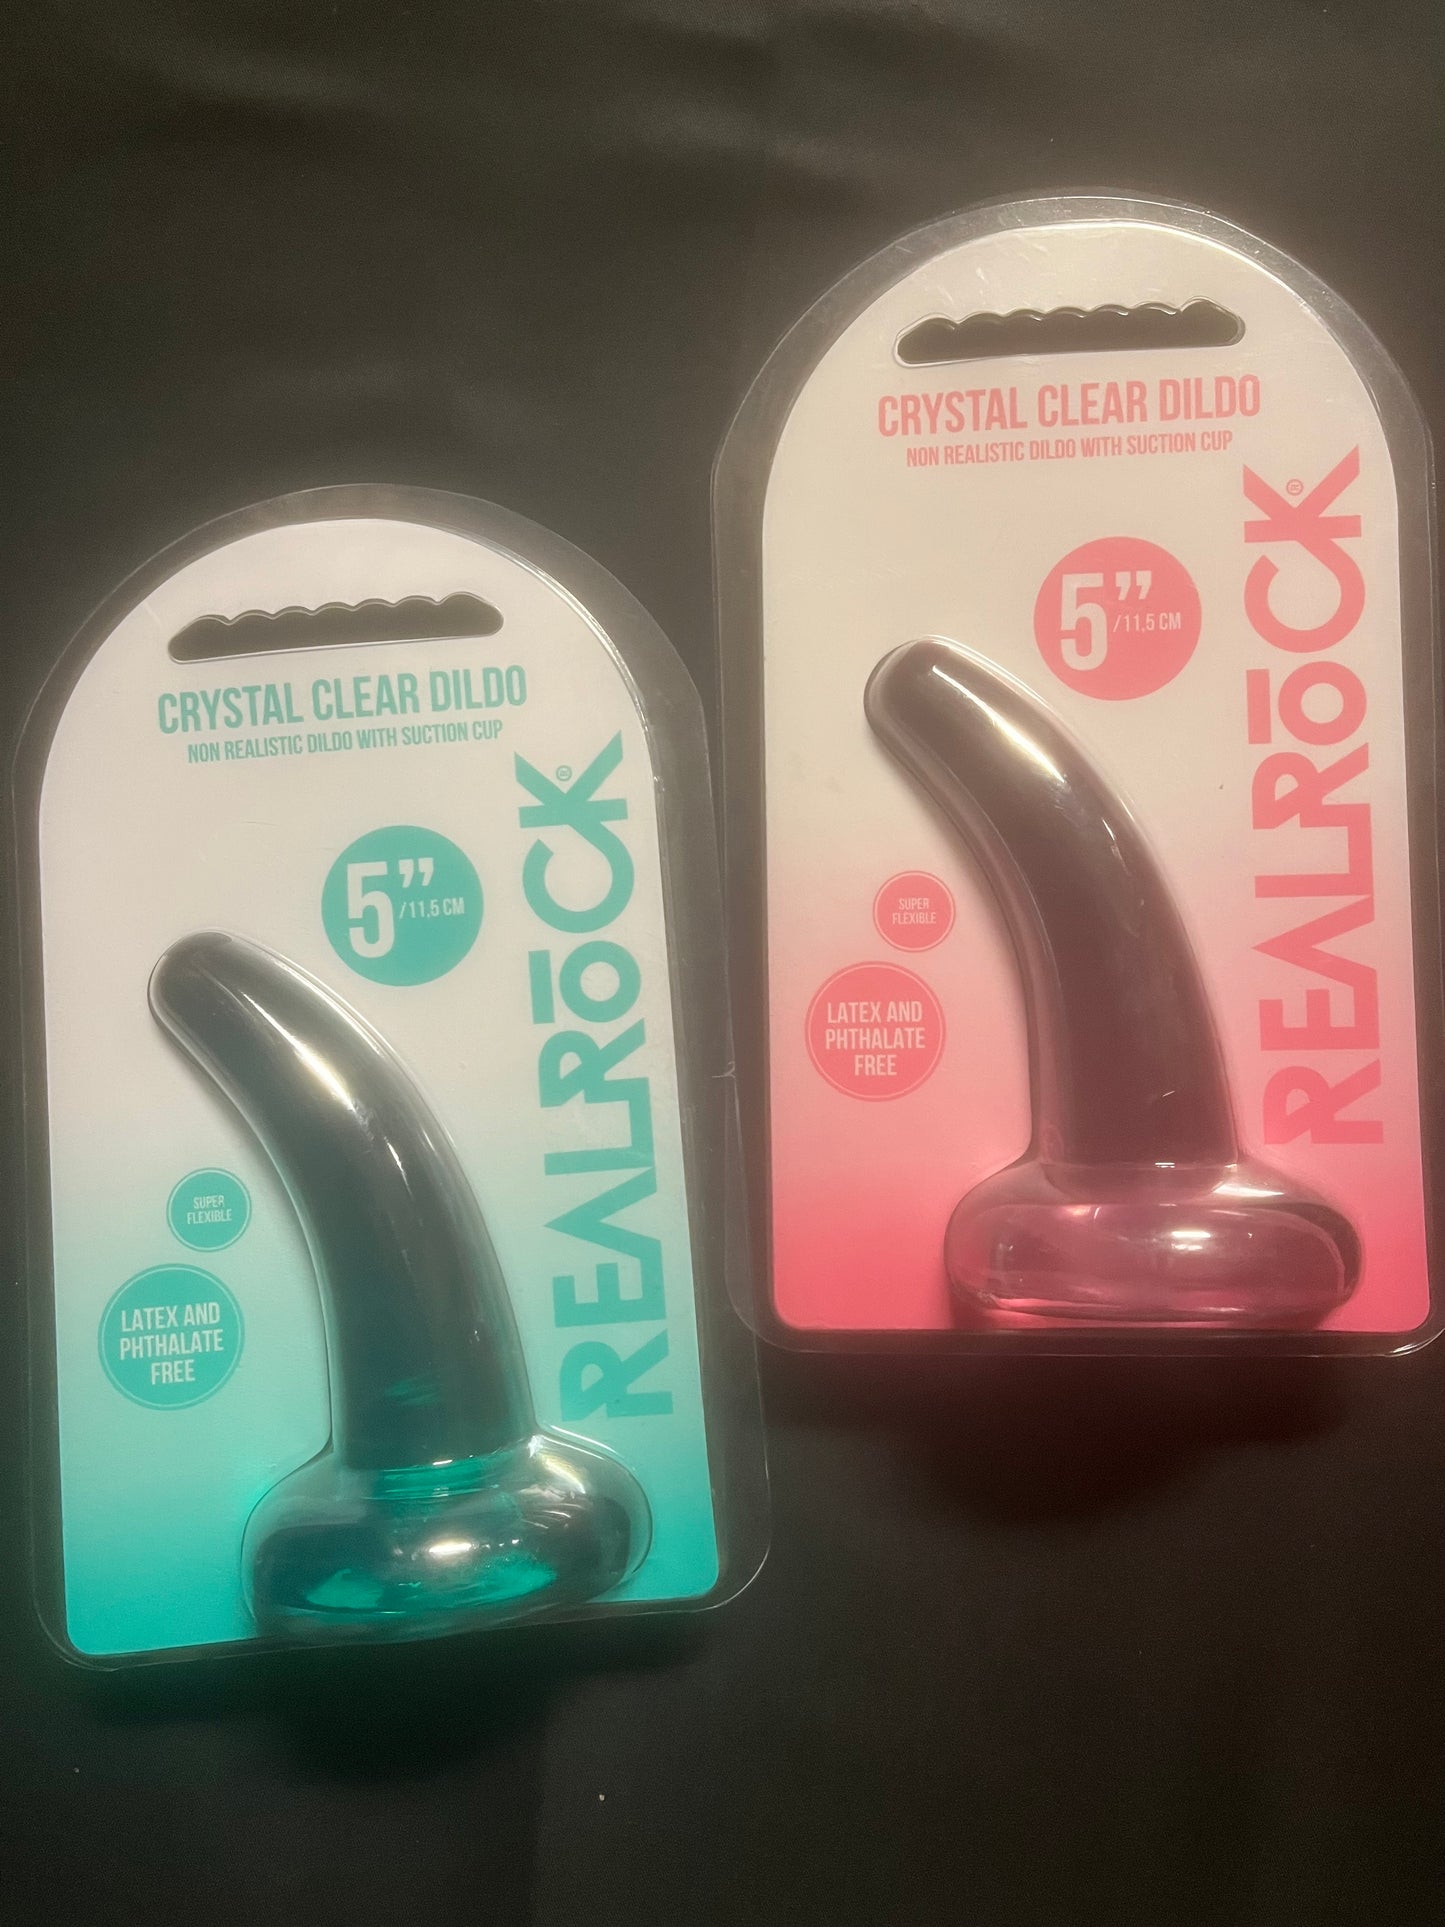 CRYSTAL CLEAR DILDO
NON REALISTIC DILDO WITH SUCTION CUP
5”
/11,5 CM
REALRŌCK®
SUPER
FLEXIBLE
LATEX AND
PHTHALATE
FREE
CRYSTAL CLEAR DILDO
NON REALISTIC DILDO WITH SUCTION CUP
5”
/11,5 CM
REALRŌCK®
SUPER
FLEXIBLE
LATEX AND
PHTHALATE
FREE